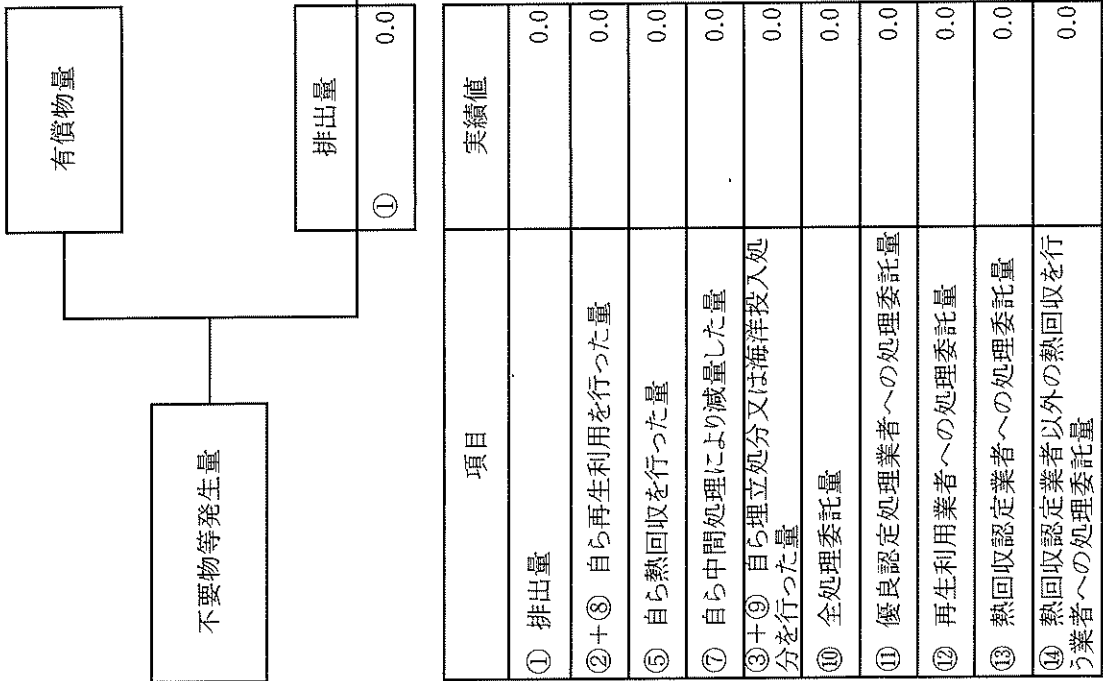 有償物量
不要物等発生量
排出量
① 0.0
項目 実績値
① 排出量 0.0
②+⑧ 自ら再生利用を行った量 0.0
⑤ 自ら熱回収を行った量 0.0
⑦ 自ら中間処理により減量した量 0.0
③+⑨ 自ら埋立処分又は海洋投入処 0.0
分を行った量
⑩ 全処理委託量 0.0
⑪ 優良認定処理業者への処理委託量 0.0
⑫ 再生利用業者への処理委託量 0.0
⑬ 熱回収認定業者への処理委託量 0.0
⑭ 熱回収認定業者以外の熱回収を行 0.0
う業者への処理委託量